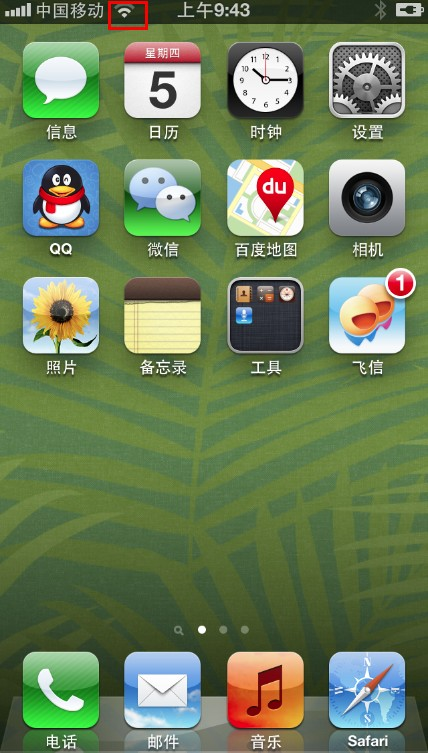 中国移动 上午9:43
星期四
5
信息 日历 时钟 设置
du
QQ 微信 百度地图 相机
1
照片 备忘录 工具 飞信
电话 邮件 音乐 Safari